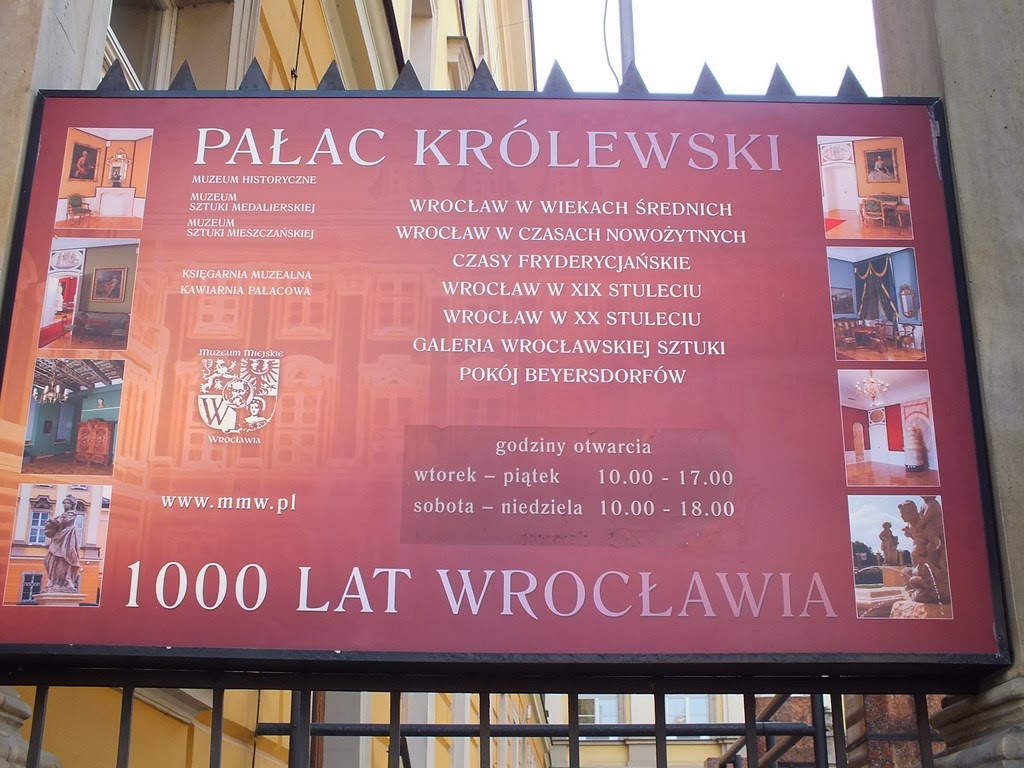 PAŁAC KRÓLEWSKI
MUZEUM HISTORYCZNE
MUZEUM
SZTUKI MEDALIERSKIEJ
MUZEUM
SZTUKI MIESZCZAŃSKIEJ
KSIĘGARNIA MUZEALNA
KAWIARNIA PAŁACOWA
Muzeum Miejskie
W
Wrocławia
www.mmw.pl
WROCŁAW W WIEKACH ŚREDNICH
WROCŁAW W CZASACH NOWOŻYTNYCH
CZASY FRYDERYCJAŃSKIE
WROCŁAW W XIX STULECIU
WROCŁAW W XX STULECIU
GALERIA WROCŁAWSKIEJ SZTUKI
POKÓJ BEYERSDORFÓW
godziny otwarcia
wtorek – piątek 10.00 - 17.00
sobota – niedziela 10.00 - 18.00
1000 LAT WROCŁAWIA